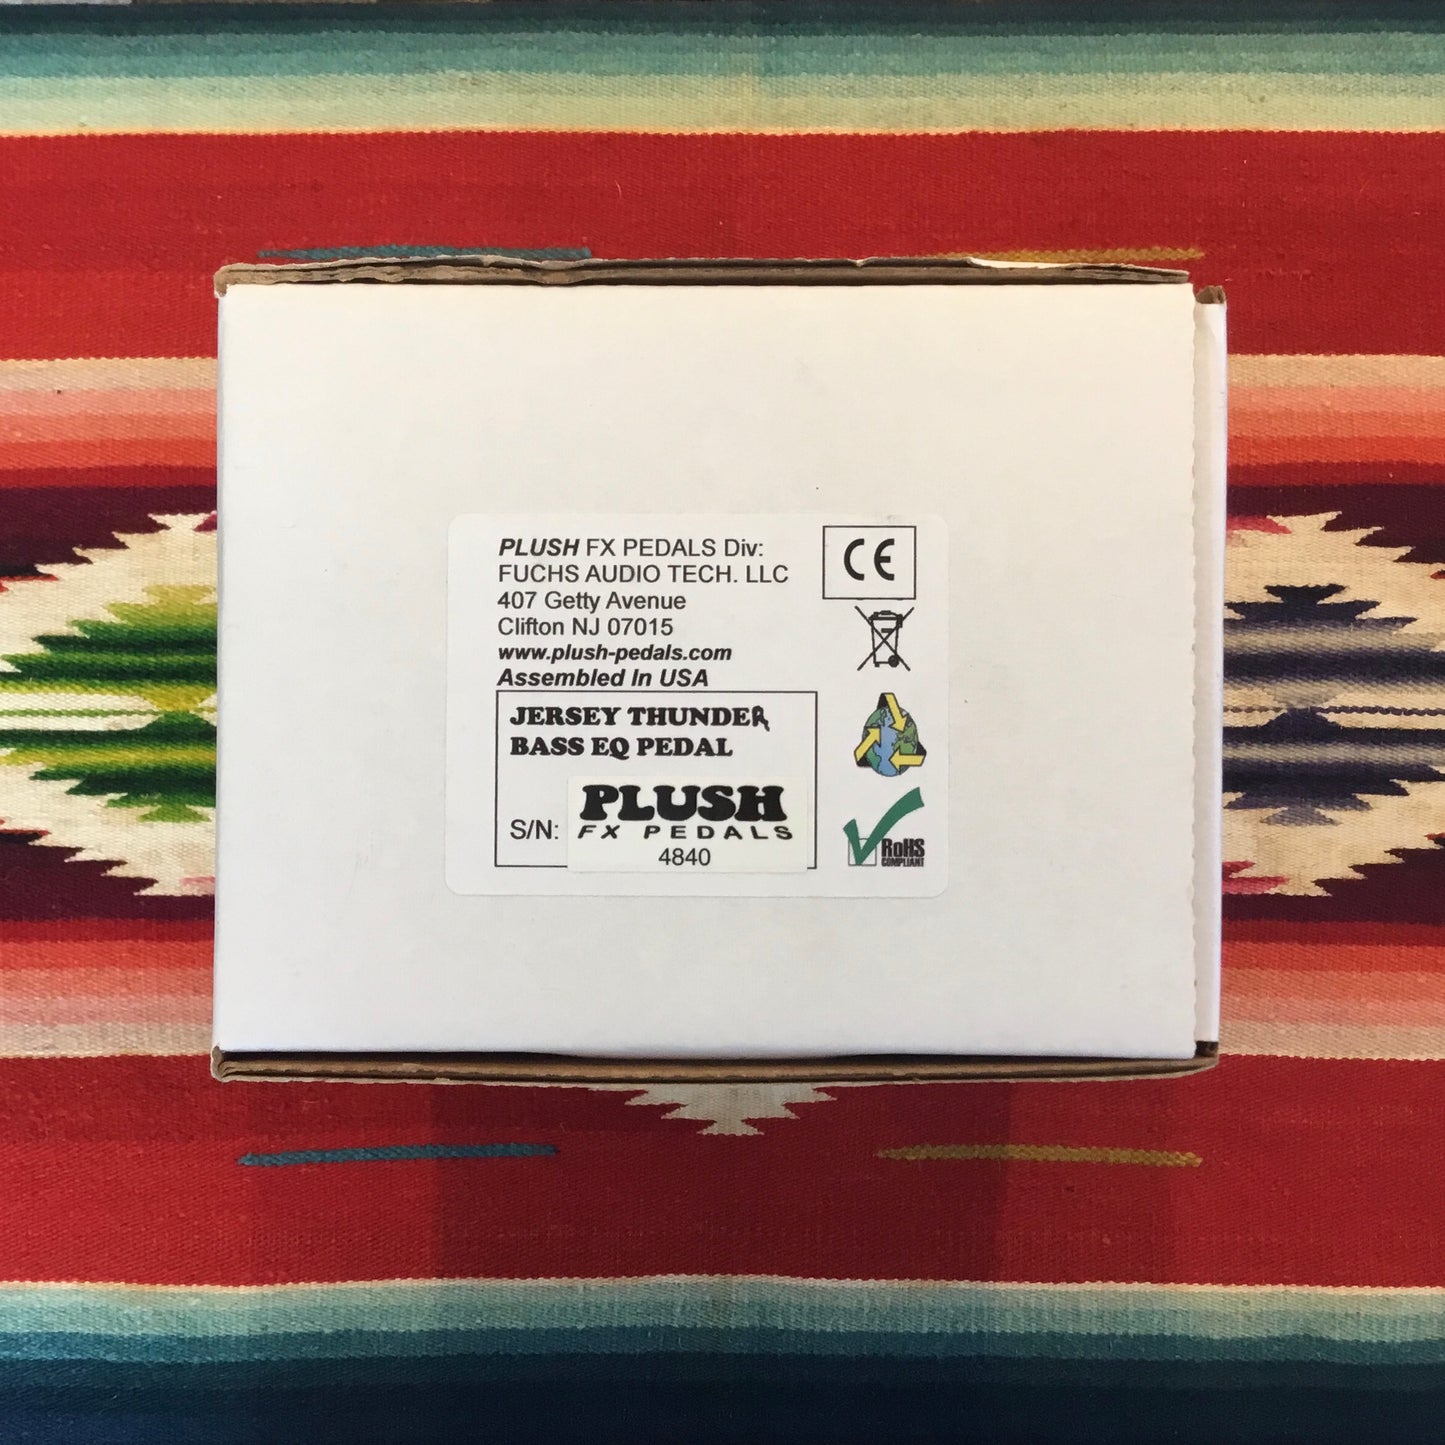 PLUSH FX PEDALS Div:
FUCHS AUDIO TECH. LLC
407 Getty Avenue
Clifton NJ 07015
www.plush-pedals.com
Assembled In USA
JERSEY THUNDER
BASS EQ PEDAL
S/N:
PLUSH
FX PEDALS
4840
CE
RoHS
COMPLIANT